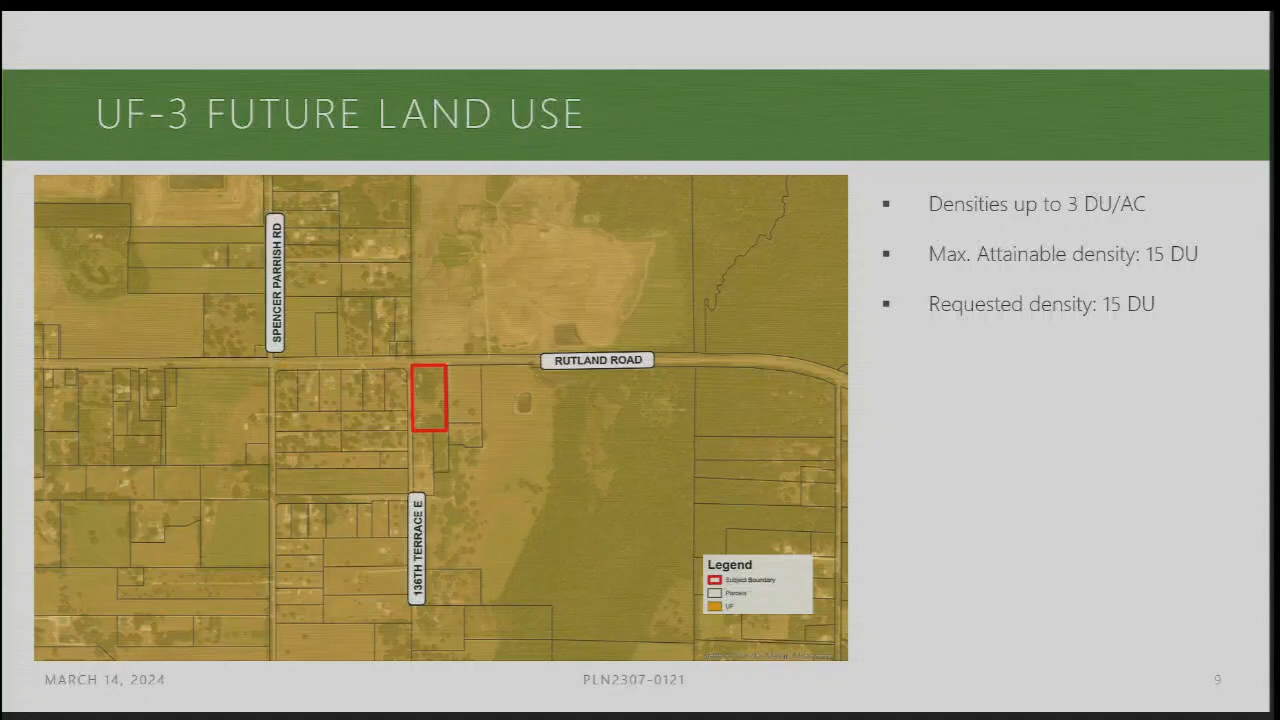 UF-3 FUTURE LAND USE
SPENCER PARRISH RD
RUTLAND ROAD
136TH TERRACE E
Legend
Subject Boundary
Parcels
UF
▪ Densities up to 3 DU/AC
▪ Max. Attainable density: 15 DU
▪ Requested density: 15 DU
MARCH 14, 2024
PLN2307-0121
9